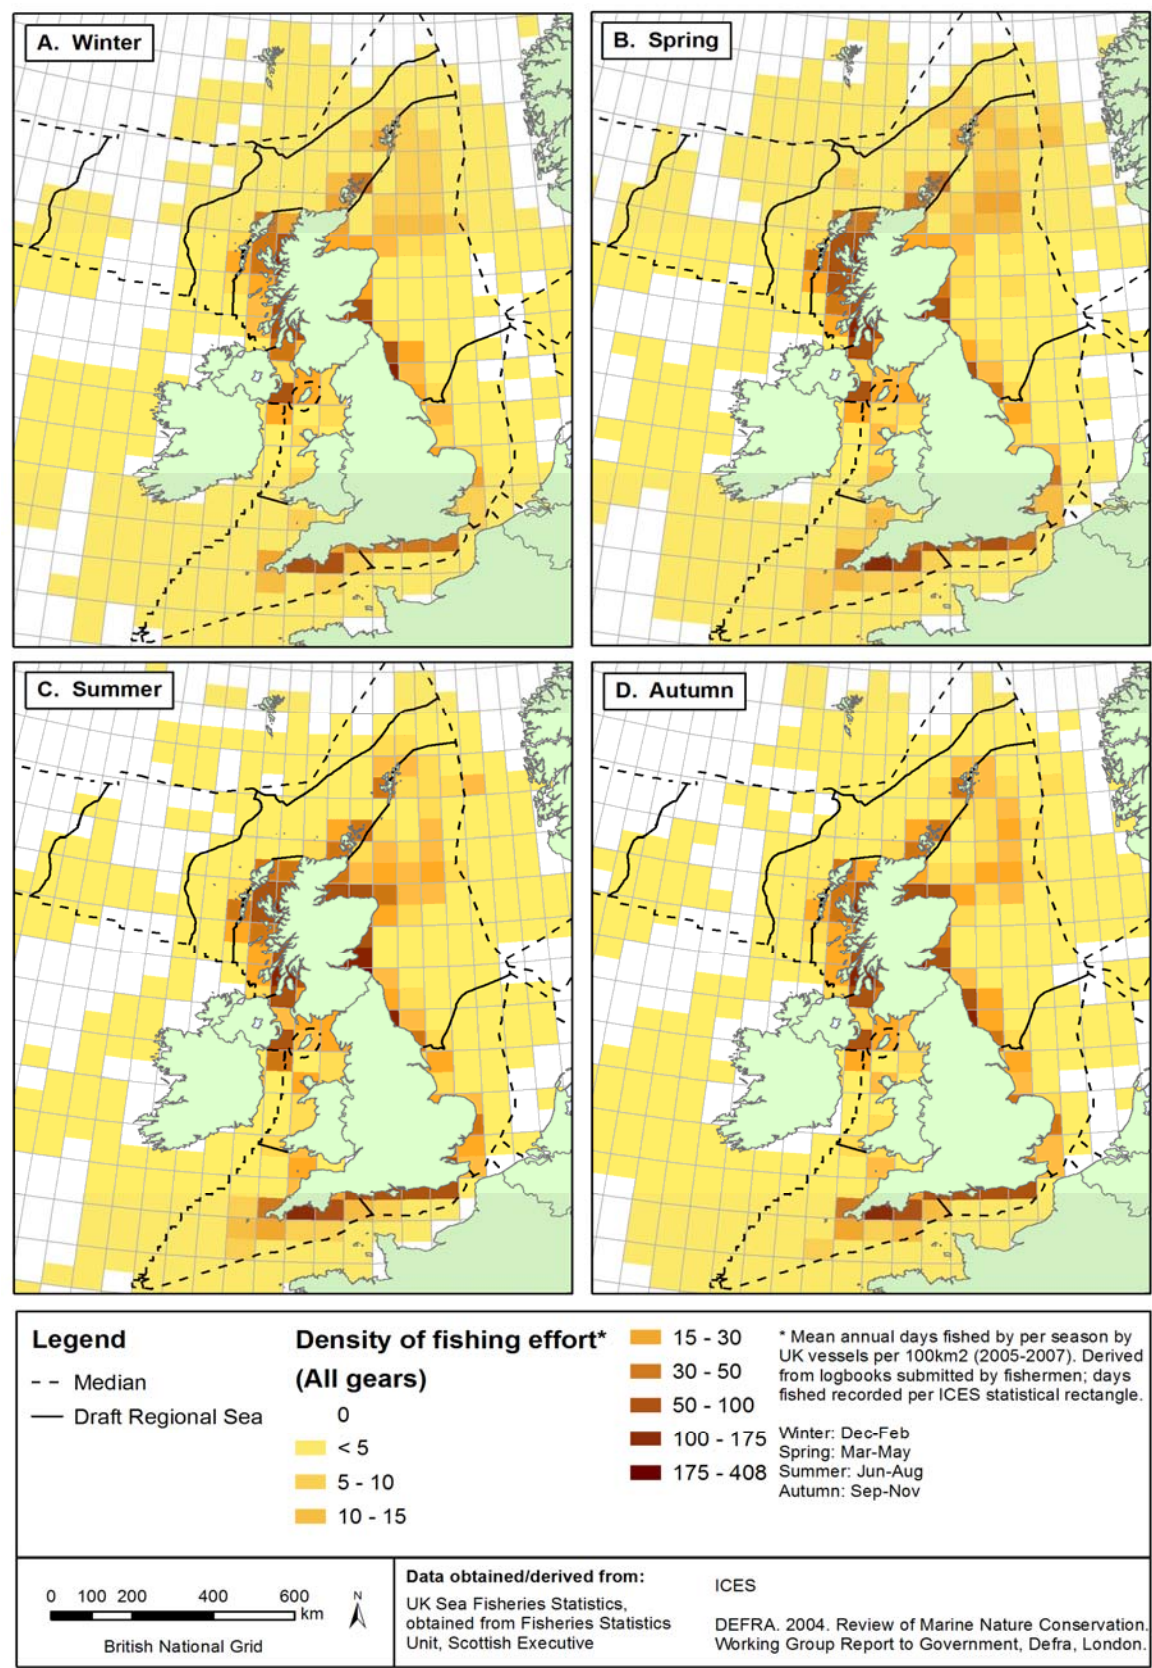 A. Winter
B. Spring
C. Summer
D. Autumn
Legend
Median
Draft Regional Sea
Density of fishing effort*
(All gears)
0
< 5
5 - 10
10 - 15
15 - 30
30 - 50
50 - 100
100 - 175
175 - 408
* Mean annual days fished by per season by
UK vessels per 100km2 (2005-2007). Derived
from logbooks submitted by fishermen; days
fished recorded per ICES statistical rectangle.
Winter: Dec-Feb
Spring: Mar-May
Summer: Jun-Aug
Autumn: Sep-Nov
0 100 200 400 600
km
N
British National Grid
Data obtained/derived from:
UK Sea Fisheries Statistics,
obtained from Fisheries Statistics
Unit, Scottish Executive
ICES
DEFRA. 2004. Review of Marine Nature Conservation.
Working Group Report to Government, Defra, London.